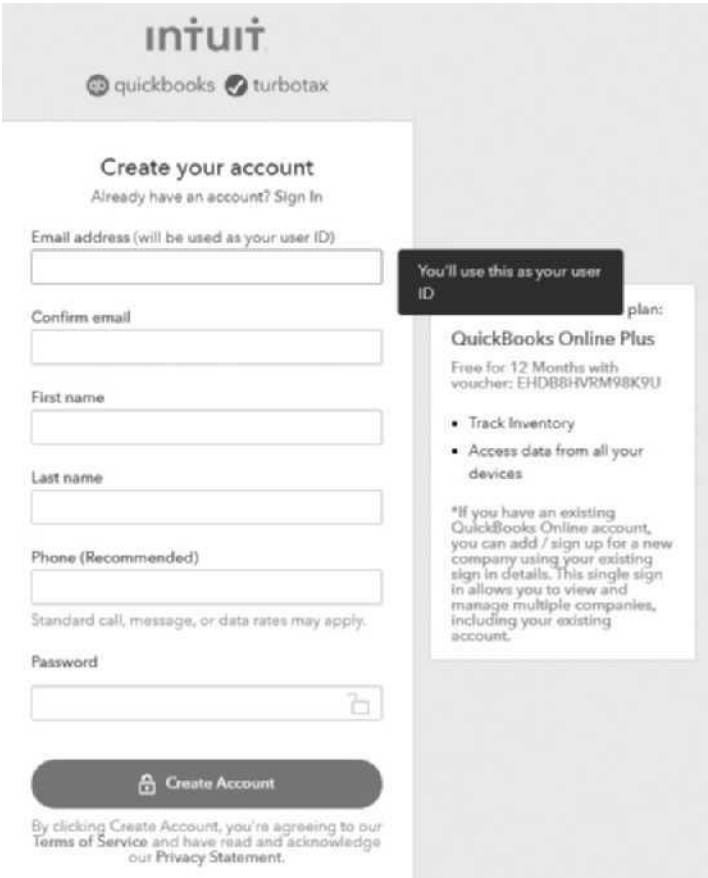 intuit
quickbooks turbotax
Create your account
Already have an account? Sign In
Email address (will be used as your user ID)
You'll use this as your user
ID
Confirm email
First name
Last name
Phone (Recommended)
Standard call, message, or data rates may apply.
Password
Create Account
By clicking Create Account, you're agreeing to our
Terms of Service and have read and acknowledge
our Privacy Statement.
plan:
QuickBooks Online Plus
Free for 12 Months with
voucher: EHDB8HVRM98K9U
Track Inventory
Access data from all your
devices
*If you have an existing
QuickBooks Online account,
you can add / sign up for a new
company using your existing
sign in details. This single sign
in allows you to view and
manage multiple companies,
including your existing
account.